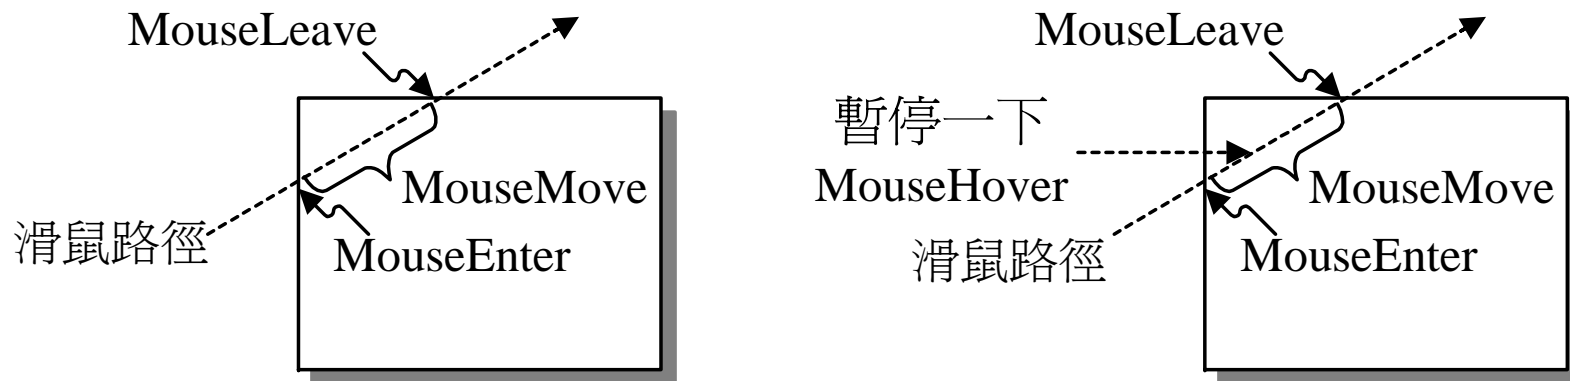 MouseLeave
MouseMove
滑鼠路徑
MouseEnter
MouseLeave
暫停一下
MouseHover
MouseMove
滑鼠路徑
MouseEnter